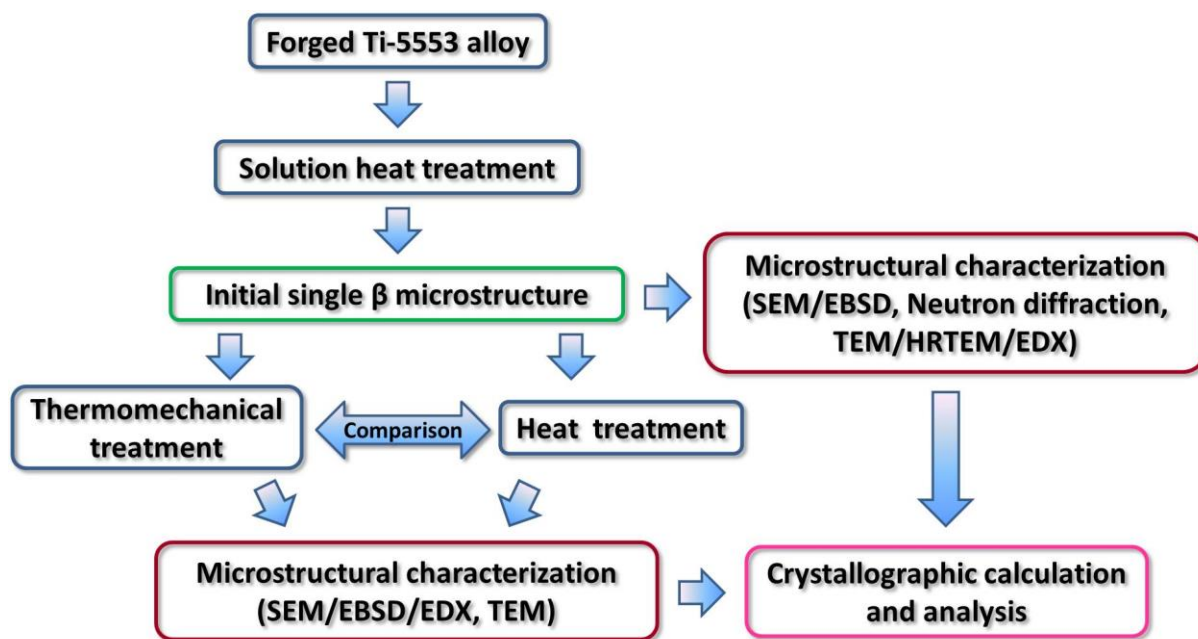 Forged Ti-5553 alloy
Solution heat treatment
Initial single β microstructure
Microstructural characterization
(SEM/EBSD, Neutron diffraction,
TEM/HRTEM/EDX)
Thermomechanical
treatment
Comparison
Heat treatment
Microstructural characterization
(SEM/EBSD/EDX, TEM)
Crystallographic calculation
and analysis